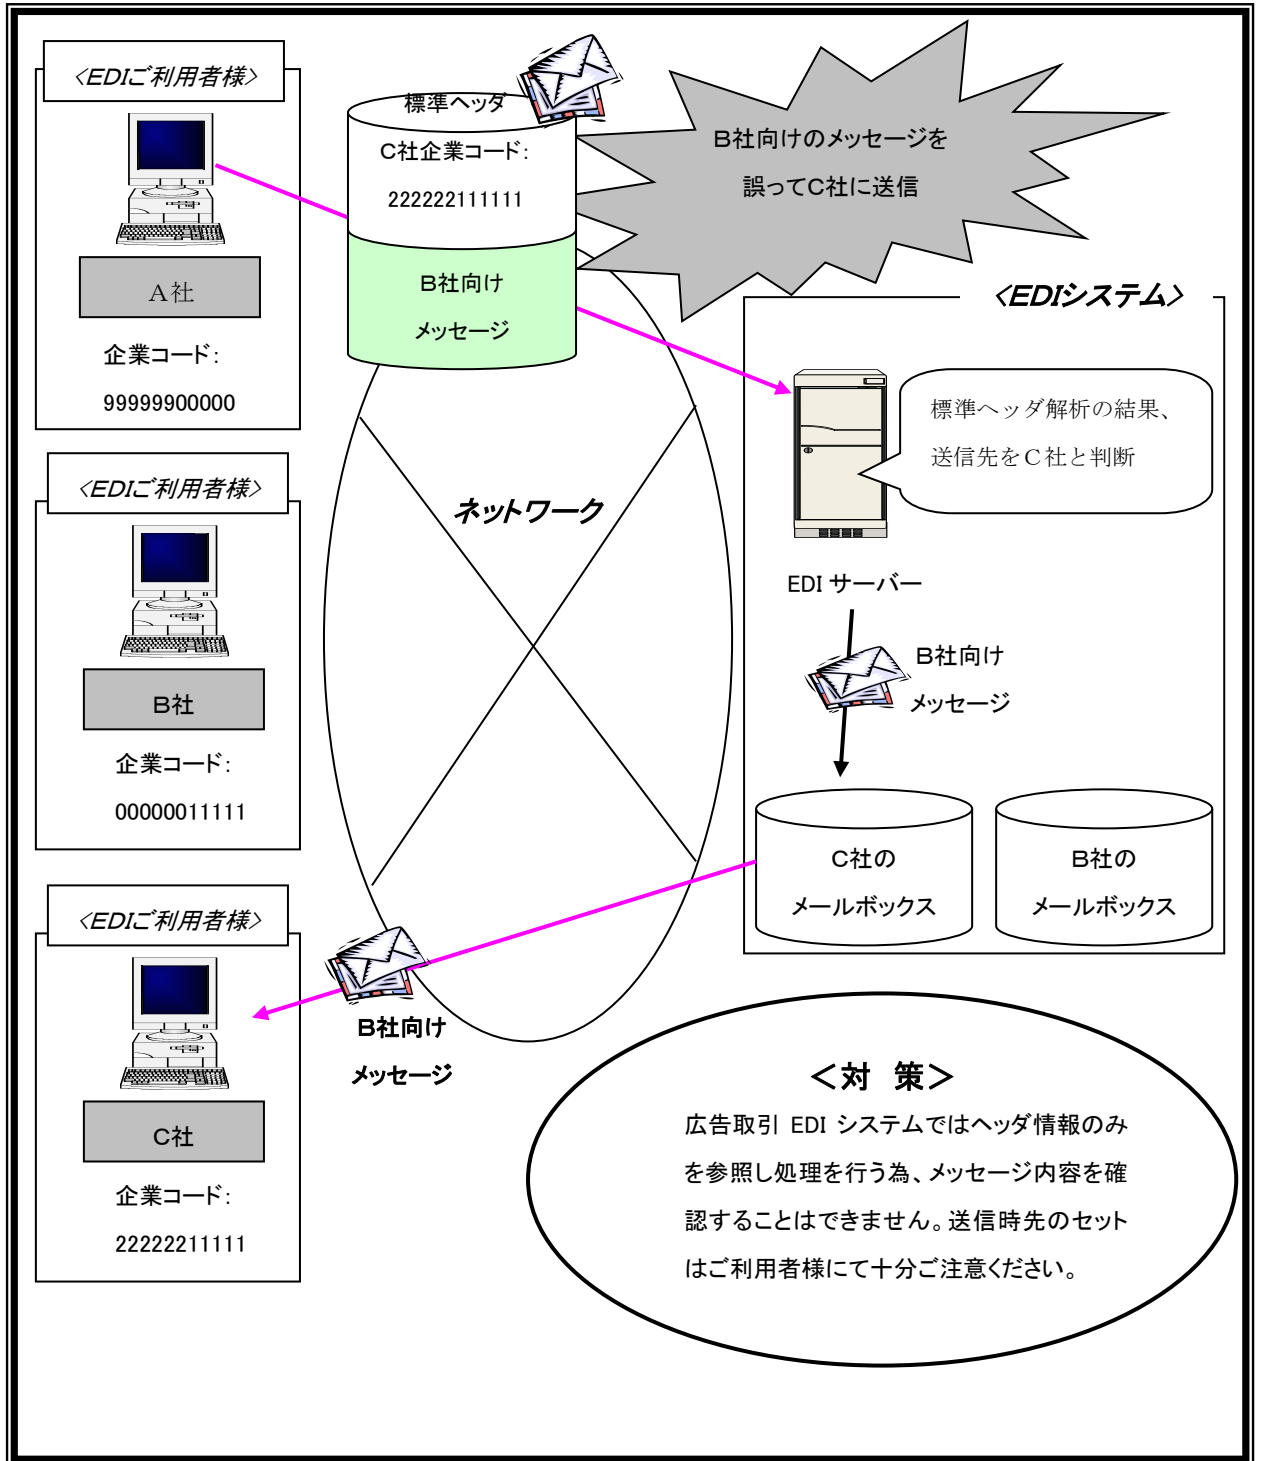 〈EDIご利用者様〉
A社
企業コード：
99999900000
標準ヘッダ
C社企業コード：
222222111111
B社向け
メッセージ
B社向けのメッセージを
誤ってC社に送信
〈EDIシステム〉
標準ヘッダ解析の結果、
送信先をC社と判断
EDI サーバー
B社向け
メッセージ
C社の
メールボックス
B社の
メールボックス
ネットワーク
〈EDIご利用者様〉
B社
企業コード：
00000011111
〈EDIご利用者様〉
C社
企業コード：
22222211111
B社向け
メッセージ
＜対　策＞
広告取引 EDI システムではヘッダ情報のみ
を参照し処理を行う為、メッセージ内容を確
認することはできません。送信時先のセット
はご利用者様にて十分ご注意ください。